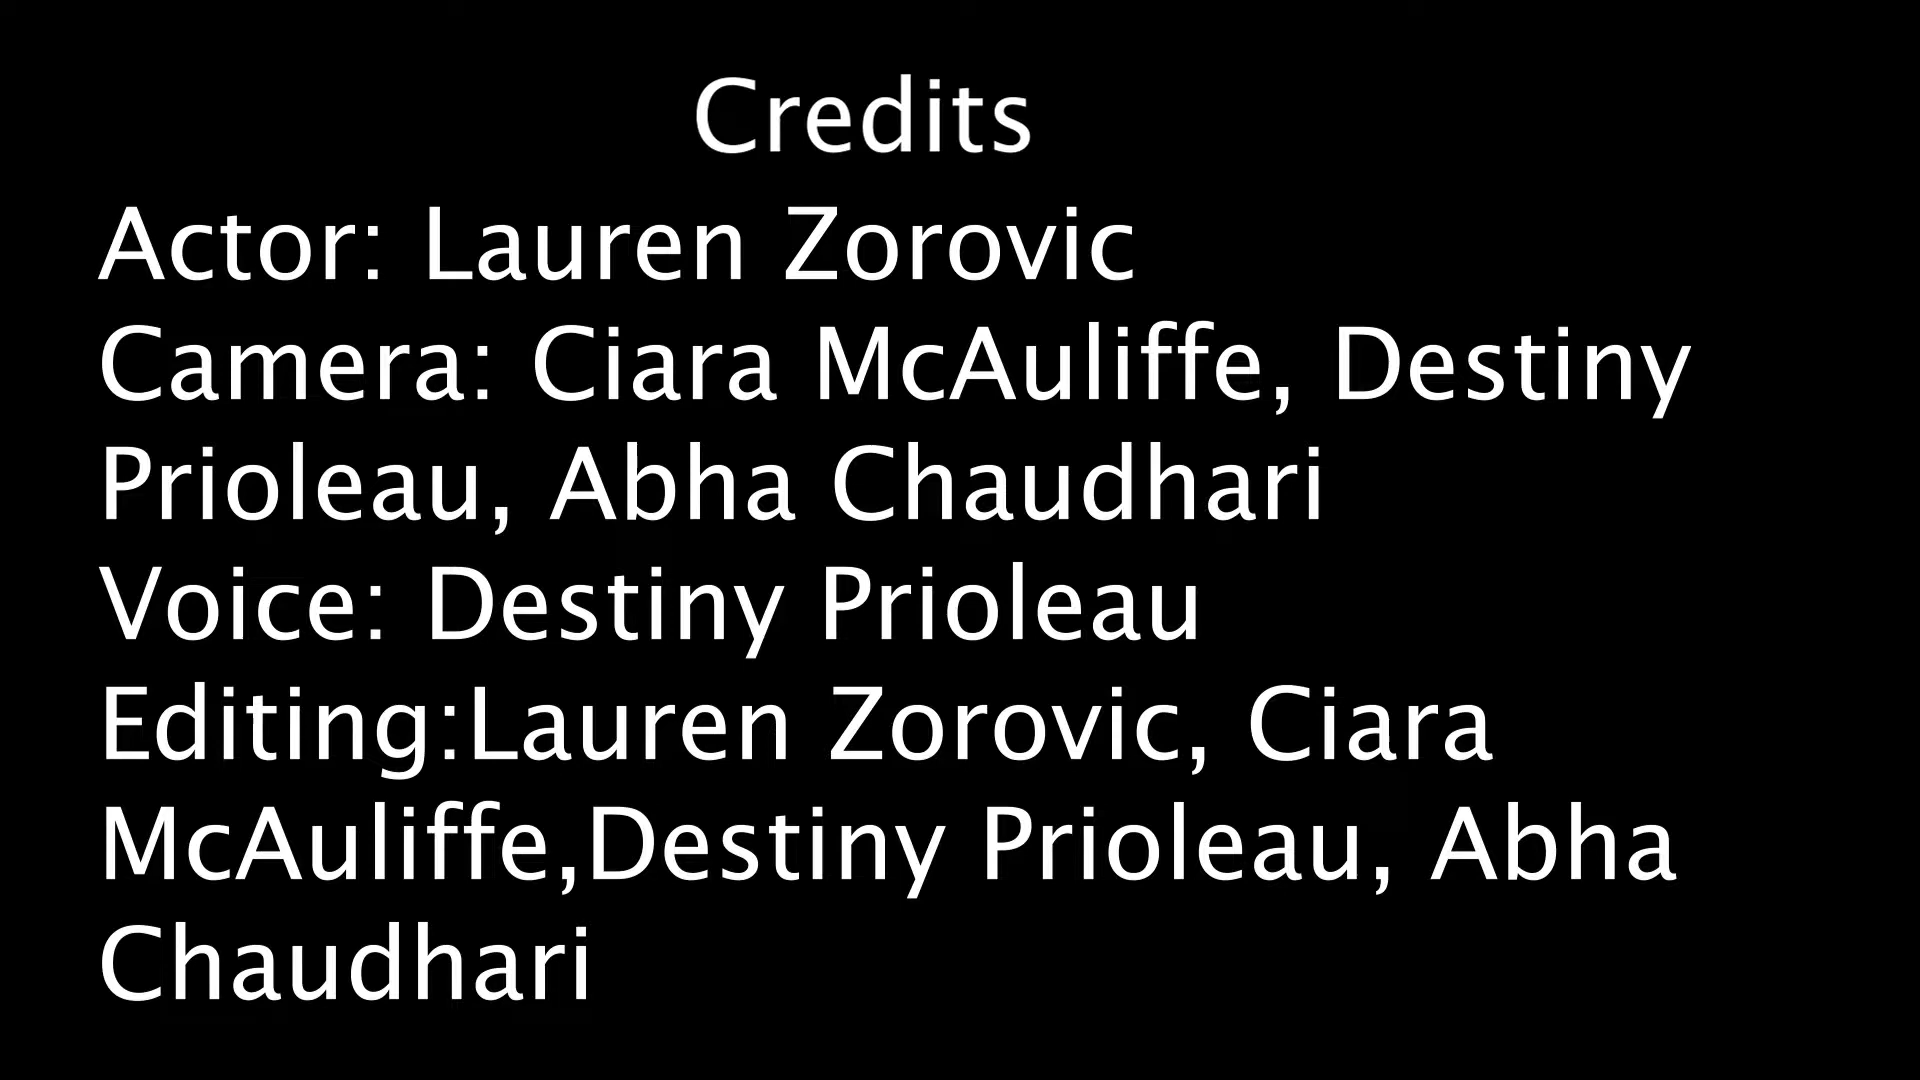 Credits
Actor: Lauren Zorovic
Camera: Ciara McAuliffe, Destiny
Prioleau, Abha Chaudhari
Voice: Destiny Prioleau
Editing:Lauren Zorovic, Ciara
McAuliffe,Destiny Prioleau, Abha
Chaudhari